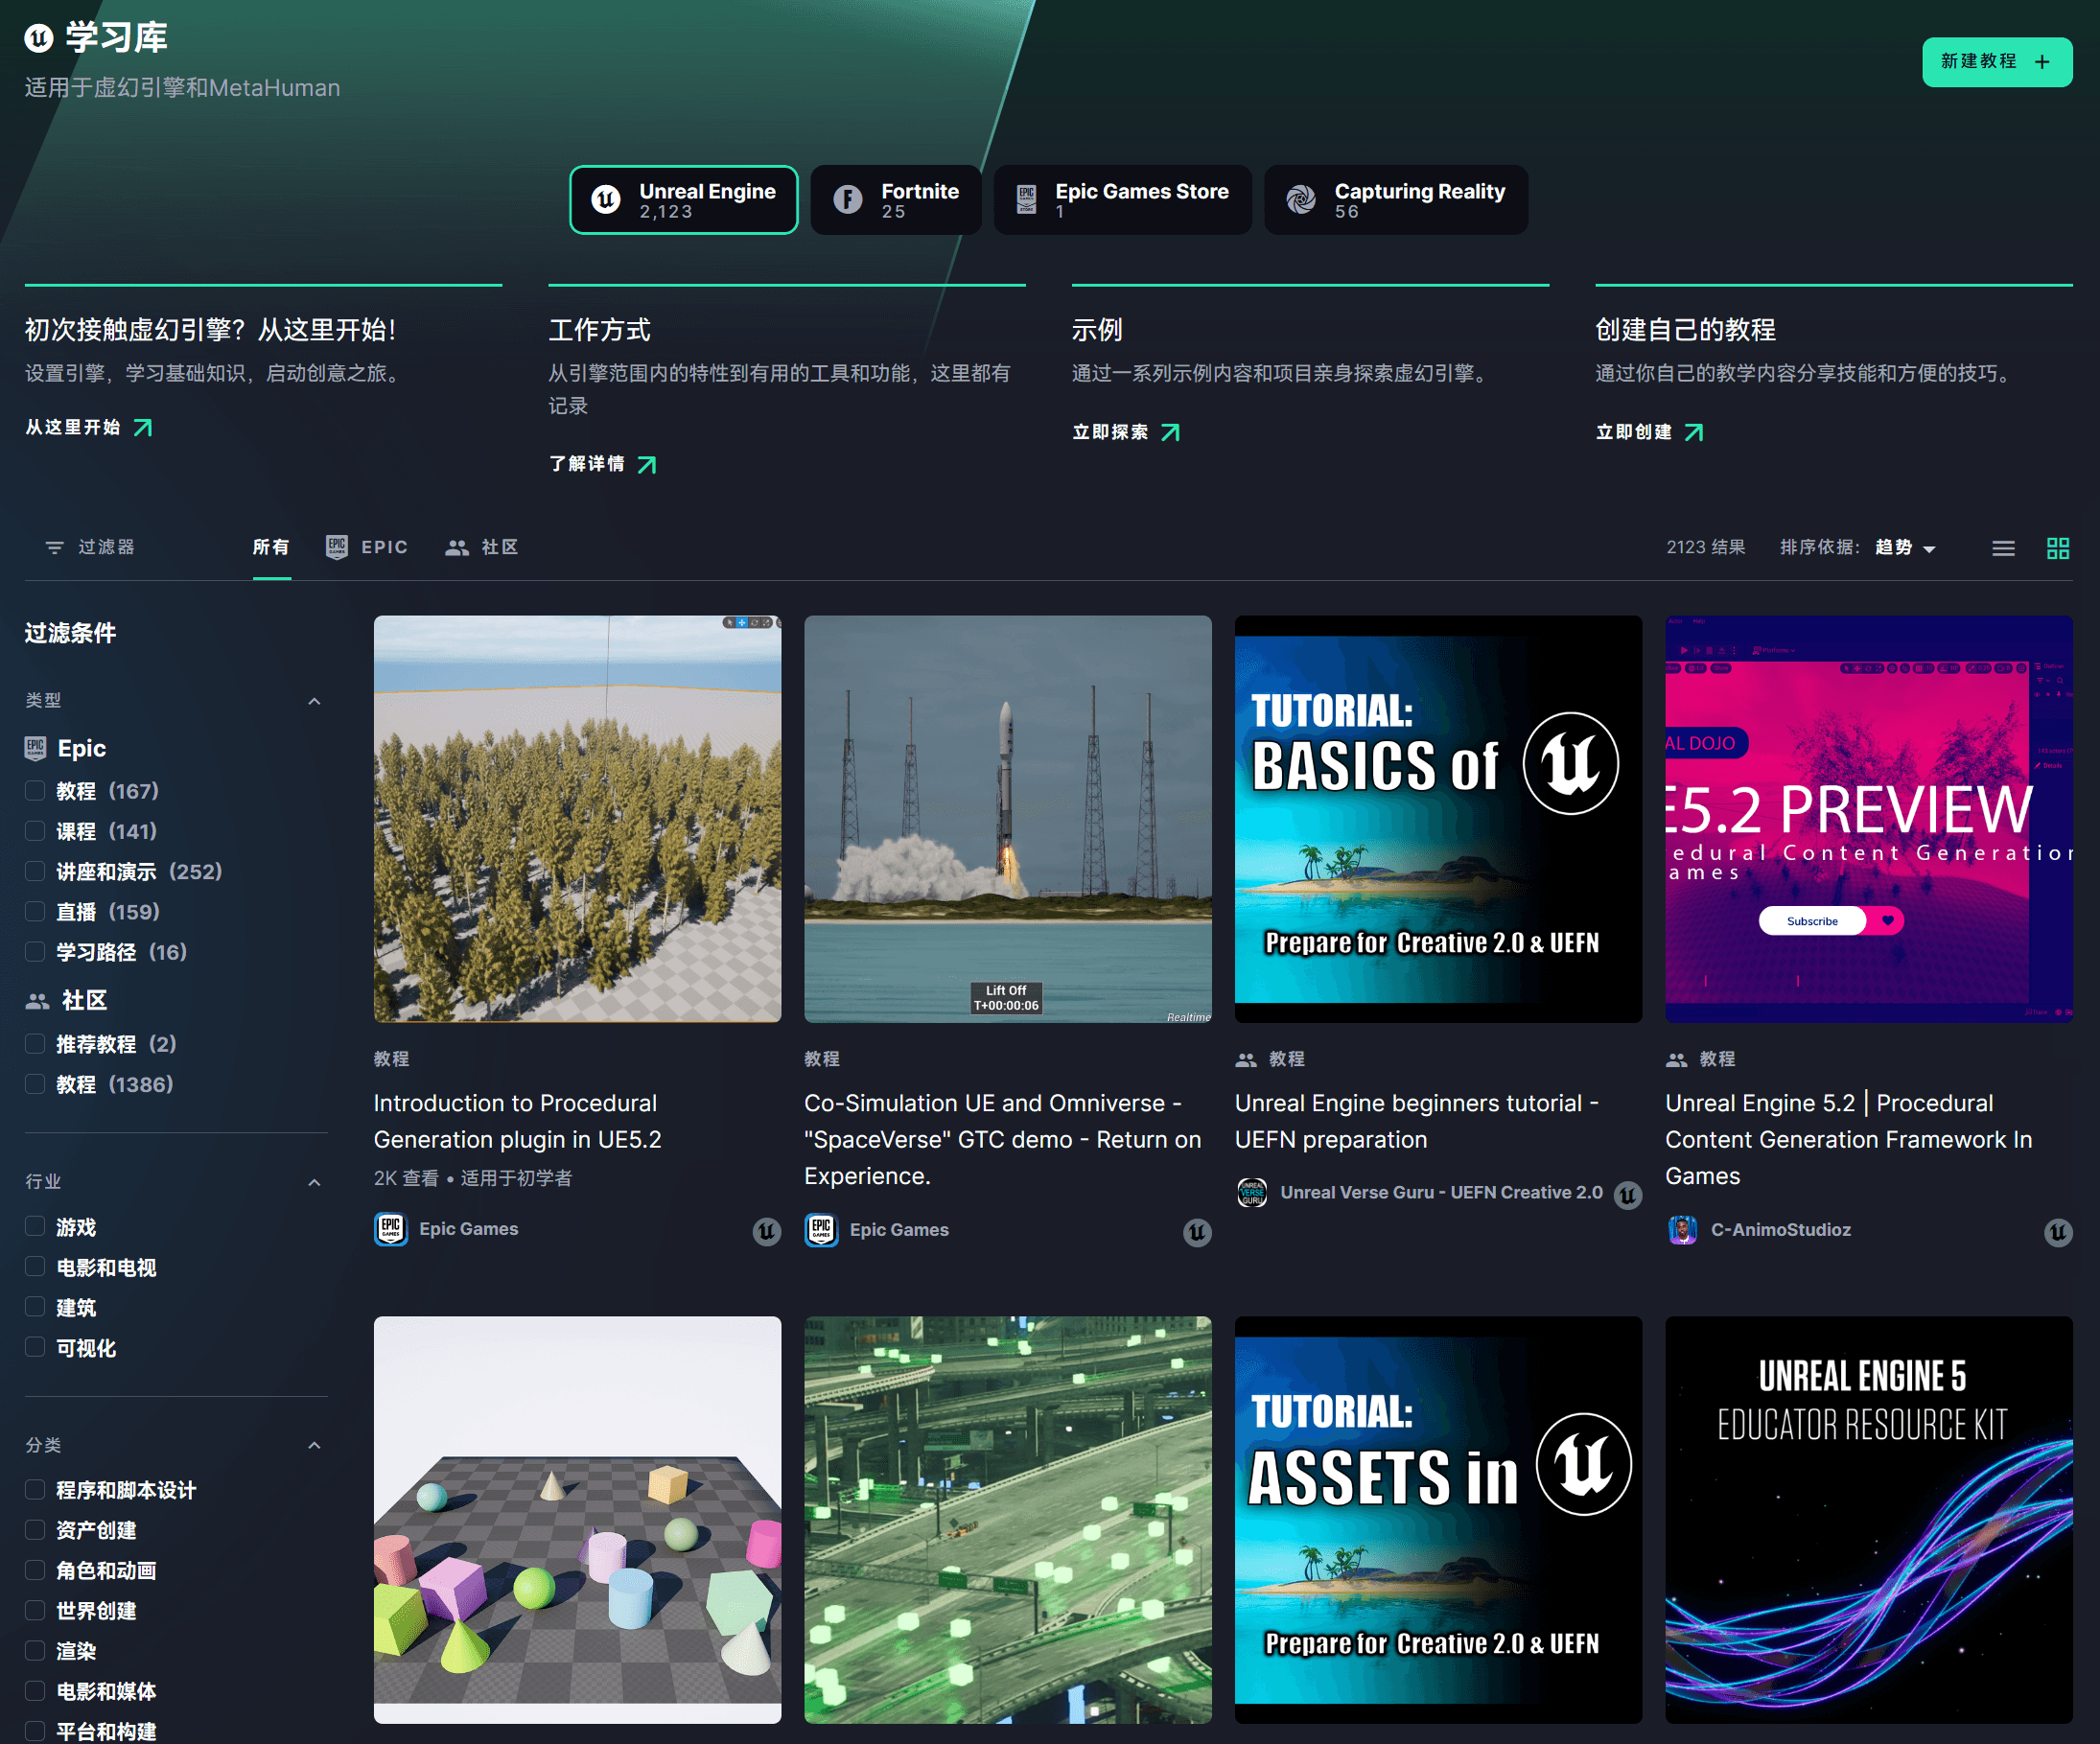 学习库
适用于虚幻引擎和MetaHuman
新建教程
Unreal Engine
2,123
Fortnite
25
Epic Games Store
1
Capturing Reality
56
初次接触虚幻引擎？从这里开始！
设置引擎，学习基础知识，启动创意之旅。
从这里开始
工作方式
从引擎范围内的特性到有用的工具和功能，这里都有
记录
了解详情
示例
通过一系列示例内容和项目亲身探索虚幻引擎。
立即探索
创建自己的教程
通过你自己的教学内容分享技能和方便的技巧。
立即创建
过滤器
所有
EPIC
社区
2123 结果
排序依据：
趋势
过滤条件
类型
Epic
教程 (167)
课程 (141)
讲座和演示 (252)
直播 (159)
学习路径 (16)
社区
推荐教程 (2)
教程 (1386)
行业
游戏
电影和电视
建筑
可视化
分类
程序和脚本设计
资产创建
角色和动画
世界创建
渲染
电影和媒体
平台和构建
教程
Introduction to Procedural
Generation plugin in UE5.2
2K 查看 • 适用于初学者
EPIC GAMES
Epic Games
Lift Off
T+00:00:06
Realtime
教程
Co-Simulation UE and Omniverse -
"SpaceVerse" GTC demo - Return on
Experience.
EPIC GAMES
Epic Games
TUTORIAL:
BASICS of
Prepare for Creative 2.0 & UEFN
教程
Unreal Engine beginners tutorial -
UEFN preparation
Unreal Verse Guru - UEFN Creative 2.0
AL DOJO
E5.2 PREVIEW
edural Content Generation
ames
Subscribe
教程
Unreal Engine 5.2 | Procedural
Content Generation Framework In
Games
C-AnimoStudioz
TUTORIAL:
ASSETS in
Prepare for Creative 2.0 & UEFN
UNREAL ENGINE 5
EDUCATOR RESOURCE KIT